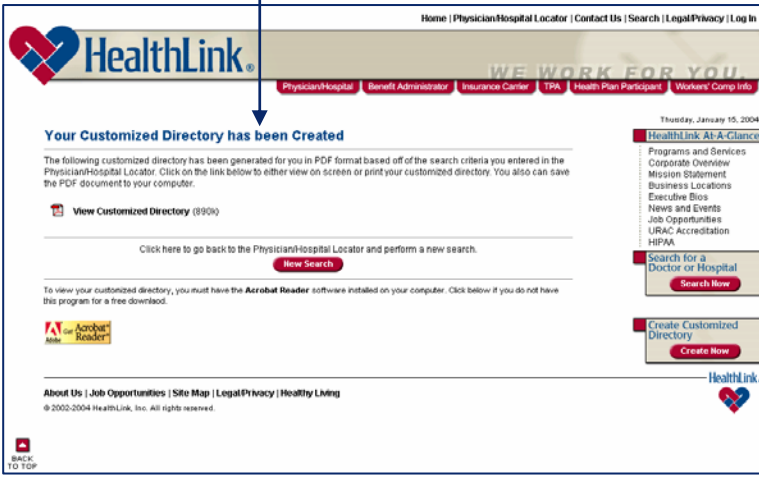 Home | Physician/Hospital Locator | Contact Us | Search | Legal/Privacy | Log In
HealthLink®
WE WORK FOR YOU.
Physician/Hospital Benefit Administrator Insurance Carrier TPA Health Plan Participant Workers' Comp Info
Thursday, January 15, 2004
Your Customized Directory has been Created
The following customized directory has been generated for you in PDF format based off of the search criteria you entered in the
Physician/Hospital Locator. Click on the link below to either view on screen or print your customized directory. You also can save
the PDF document to your computer.
View Customized Directory (890k)
Click here to go back to the Physician/Hospital Locator and perform a new search.
New Search
To view your customized directory, you must have the Acrobat Reader software installed on your computer. Click below if you do not have
this program for a free downlaod.
Adobe Get Acrobat® Reader®
HealthLink At-A-Glance
Programs and Services
Corporate Overview
Mission Statement
Business Locations
Executive Bios
News and Events
Job Opportunities
URAC Accreditation
HIPAA
Search for a
Doctor or Hospital
Search Now
Create Customized
Directory
Create Now
HealthLink.
About Us | Job Opportunities | Site Map | Legal/Privacy | Healthy Living
© 2002-2004 HealthLink, Inc. All rights reserved.
BACK
TO TOP